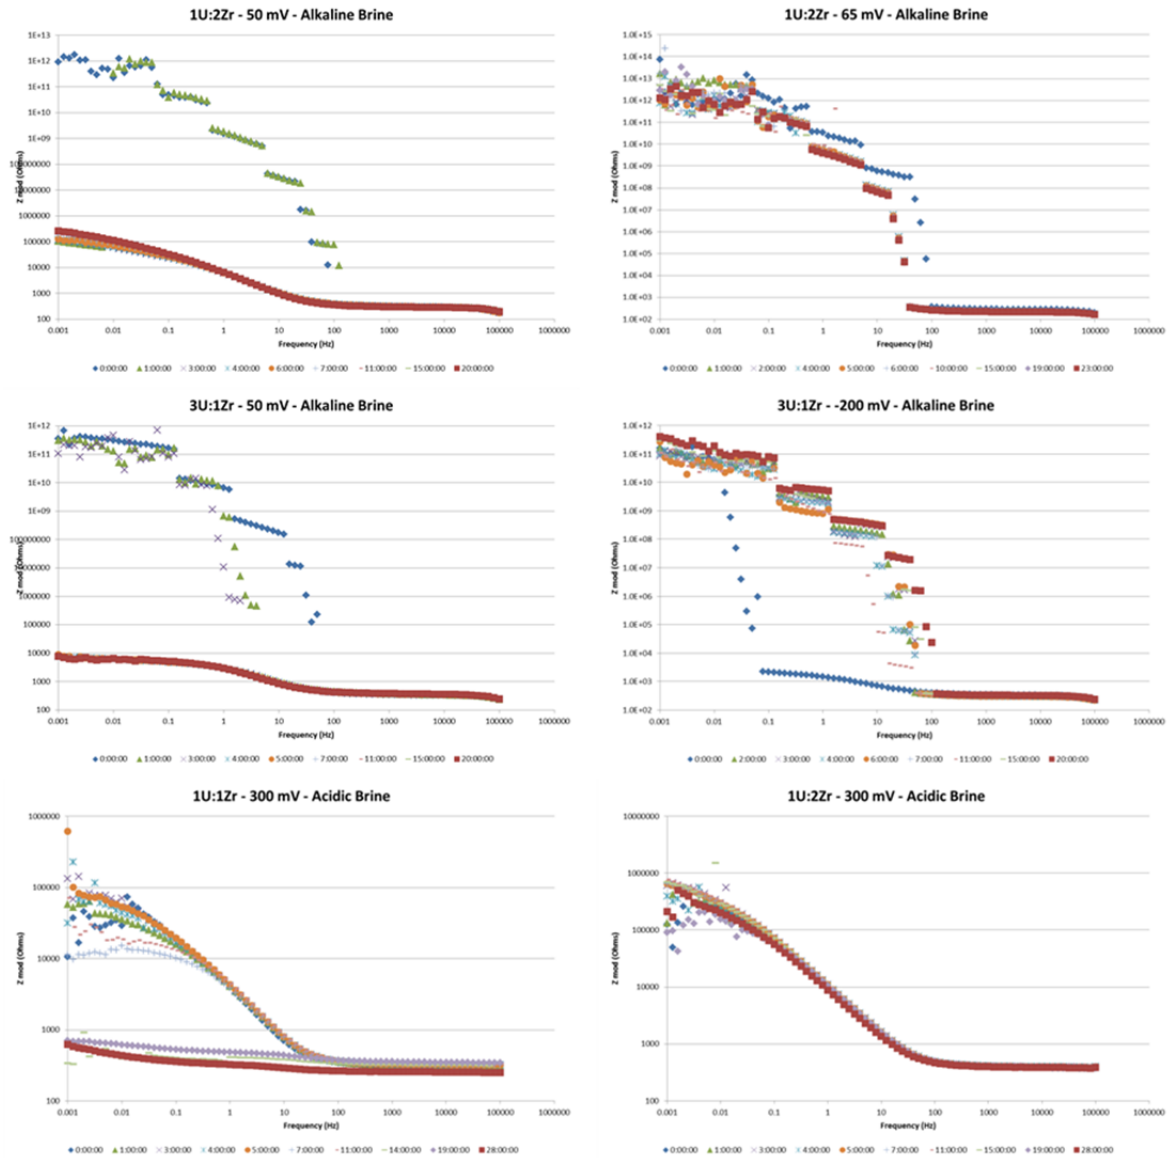 1U:2Zr - 50 mV - Alkaline Brine
1E+13
1E+12
1E+11
1E+10
1E+09
100000000
10000000
1000000
100000
10000
1000
100
Z mod (Ohms)
0.001 0.01 0.1 1 10 100 1000 10000 100000 1000000
Frequency (Hz)
0:00:00 1:00:00 3:00:00 4:00:00 6:00:00 7:00:00 11:00:00 15:00:00 20:00:00
1U:2Zr - 65 mV - Alkaline Brine
1.0E+15
1.0E+14
1.0E+13
1.0E+12
1.0E+11
1.0E+10
1.0E+09
1.0E+08
1.0E+07
1.0E+06
1.0E+05
1.0E+04
1.0E+03
1.0E+02
Z mod (Ohms)
0.001 0.01 0.1 1 10 100 1000 10000 100000 1000000
Frequency (Hz)
0:00:00 1:00:00 2:00:00 4:00:00 5:00:00 6:00:00 10:00:00 15:00:00 19:00:00 23:00:00
3U:1Zr - 50 mV - Alkaline Brine
1E+12
1E+11
1E+10
1E+09
100000000
10000000
1000000
100000
10000
1000
100
Z mod (Ohms)
0.001 0.01 0.1 1 10 100 1000 10000 100000 1000000
Frequency (Hz)
0:00:00 1:00:00 3:00:00 4:00:00 5:00:00 7:00:00 11:00:00 15:00:00 20:00:00
3U:1Zr - -200 mV - Alkaline Brine
1.0E+12
1.0E+11
1.0E+10
1.0E+09
1.0E+08
1.0E+07
1.0E+06
1.0E+05
1.0E+04
1.0E+03
1.0E+02
Z mod (Ohms)
0.001 0.01 0.1 1 10 100 1000 10000 100000 1000000
Frequency (Hz)
0:00:00 2:00:00 3:00:00 4:00:00 6:00:00 7:00:00 11:00:00 15:00:00 20:00:00
1U:1Zr - 300 mV - Acidic Brine
1000000
100000
10000
1000
100
Z mod (Ohms)
0.001 0.01 0.1 1 10 100 1000 10000 100000 1000000
Frequency (Hz)
0:00:00 1:00:00 3:00:00 4:00:00 5:00:00 7:00:00 11:00:00 14:00:00 19:00:00 28:00:00
1U:2Zr - 300 mV - Acidic Brine
10000000
1000000
100000
10000
1000
100
Z mod (Ohms)
0.001 0.01 0.1 1 10 100 1000 10000 100000 1000000
Frequency (Hz)
0:00:00 1:00:00 3:00:00 4:00:00 5:00:00 7:00:00 11:00:00 15:00:00 19:00:00 28:00:00